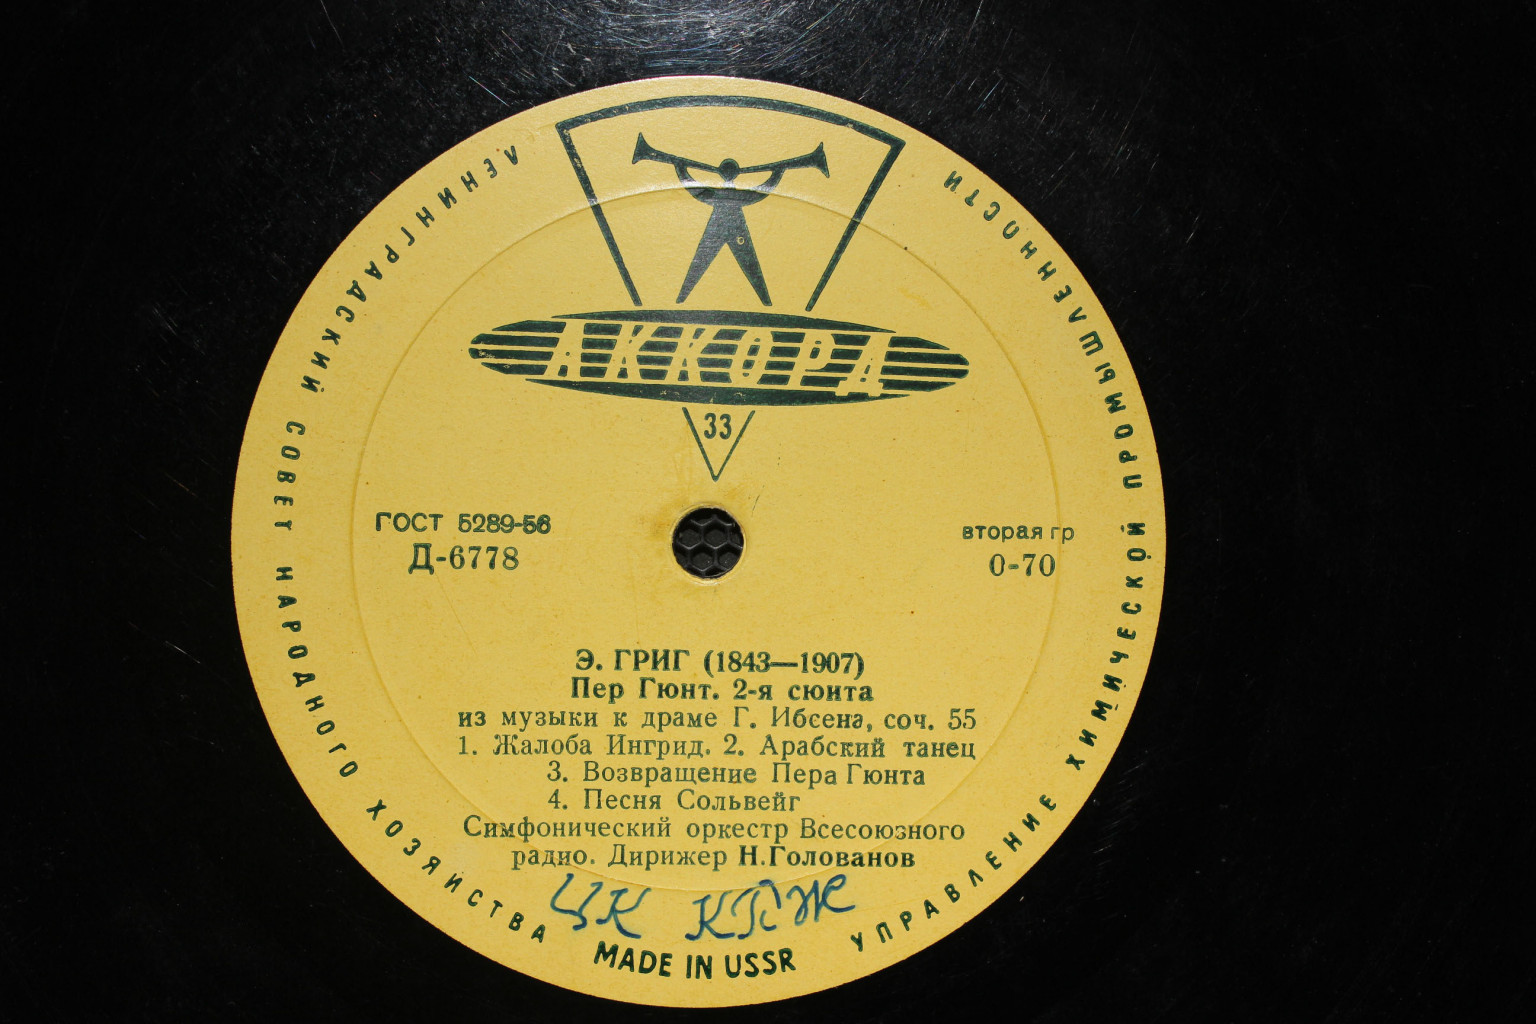 ЛЕНИНГРАДСКИЙ СОВЕТ НАРОДНОГО ХОЗЯЙСТВА
УПРАВЛЕНИЕ ХИМИЧЕСКОЙ ПРОМЫШЛЕННОСТИ
АККОРД
33
ГОСТ 5289-56
Д-6778
вторая гр
0-70
Э. ГРИГ (1843—1907)
Пер Гюнт. 2-я сюита
из музыки к драме Г. Ибсена, соч. 55
1. Жалоба Ингрид. 2. Арабский танец
3. Возвращение Пера Гюнта
4. Песня Сольвейг
Симфонический оркестр Всесоюзного
радио. Дирижер Н.Голованов
ЦК
MADE IN USSR